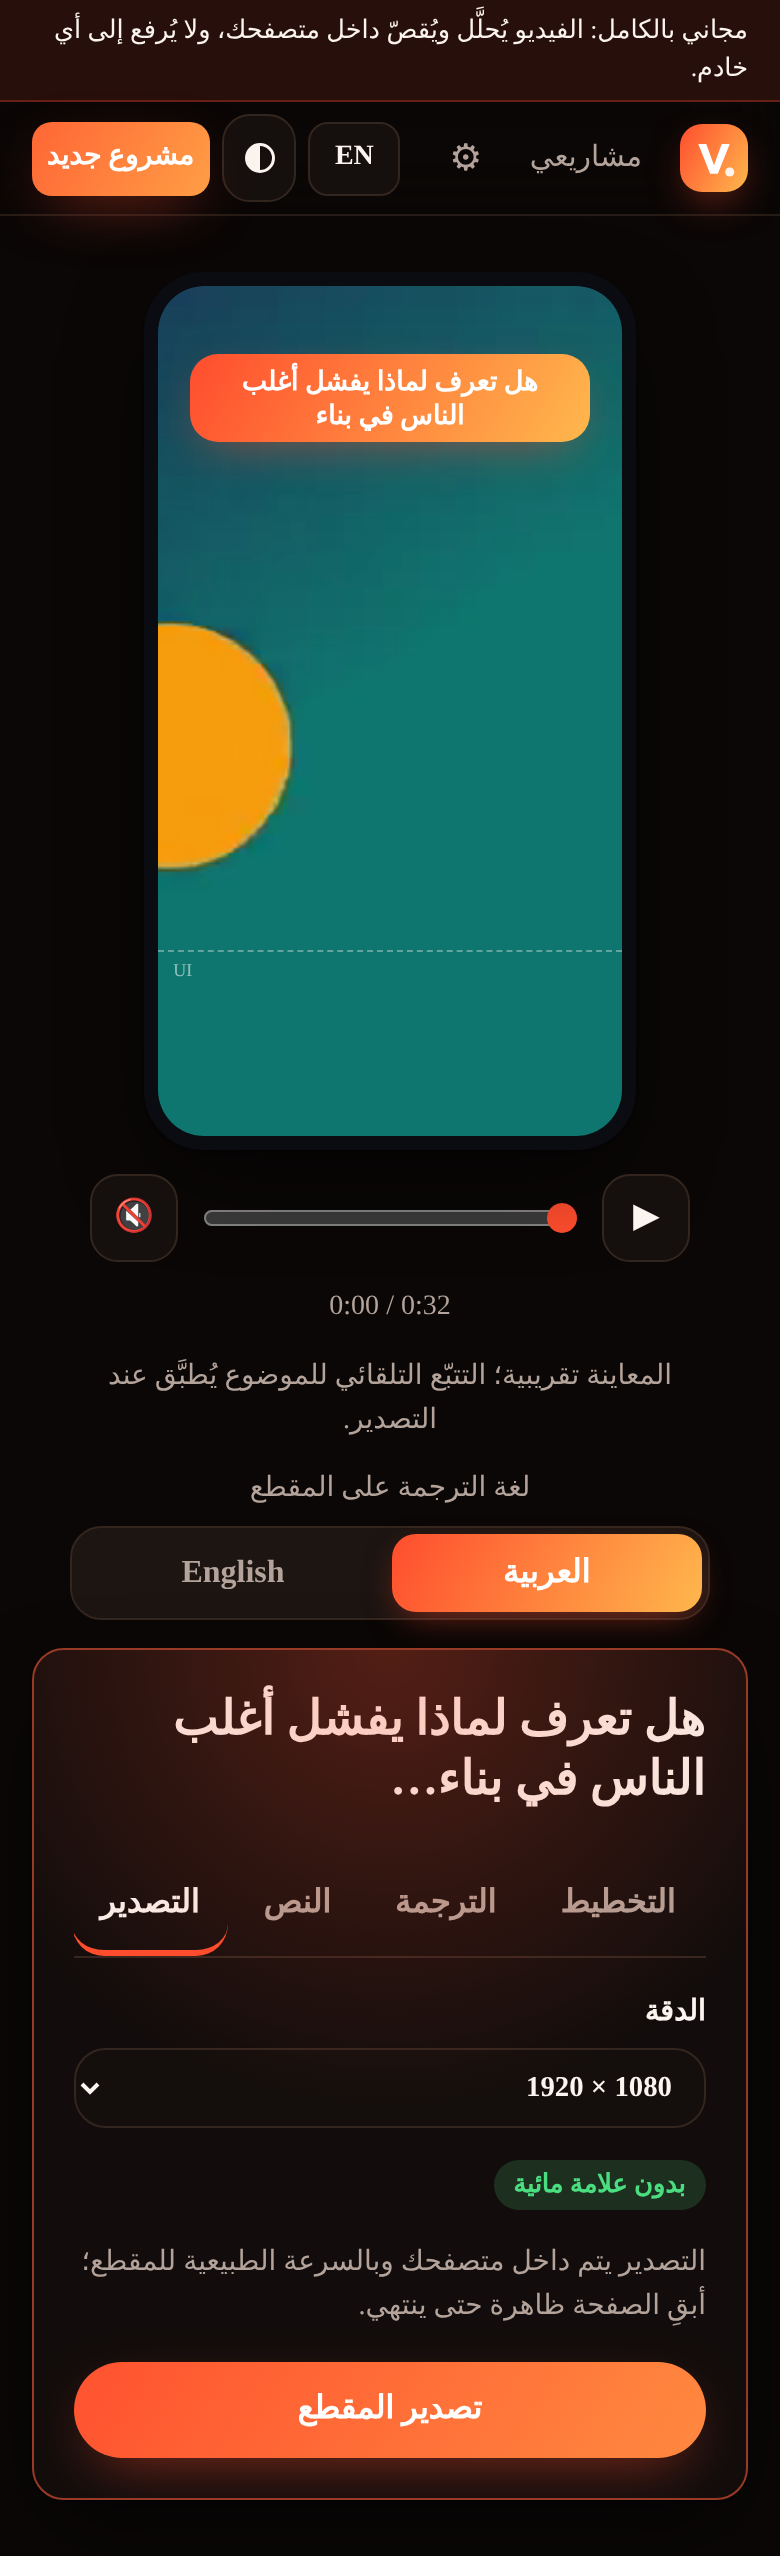 مجاني بالكامل: الفيديو يُحلَّل ويُقصّ داخل متصفحك، ولا يُرفع إلى أي
خادم.
V.
مشاريعي
EN
مشروع جديد
هل تعرف لماذا يفشل أغلب
الناس في بناء
UI
0:00 / 0:32
المعاينة تقريبية؛ التتبّع التلقائي للموضوع يُطبَّق عند
التصدير.
لغة الترجمة على المقطع
العربية
English
هل تعرف لماذا يفشل أغلب
الناس في بناء…
التخطيط
الترجمة
النص
التصدير
الدقة
1080 × 1920
بدون علامة مائية
التصدير يتم داخل متصفحك وبالسرعة الطبيعية للمقطع؛
أبقِ الصفحة ظاهرة حتى ينتهي.
تصدير المقطع